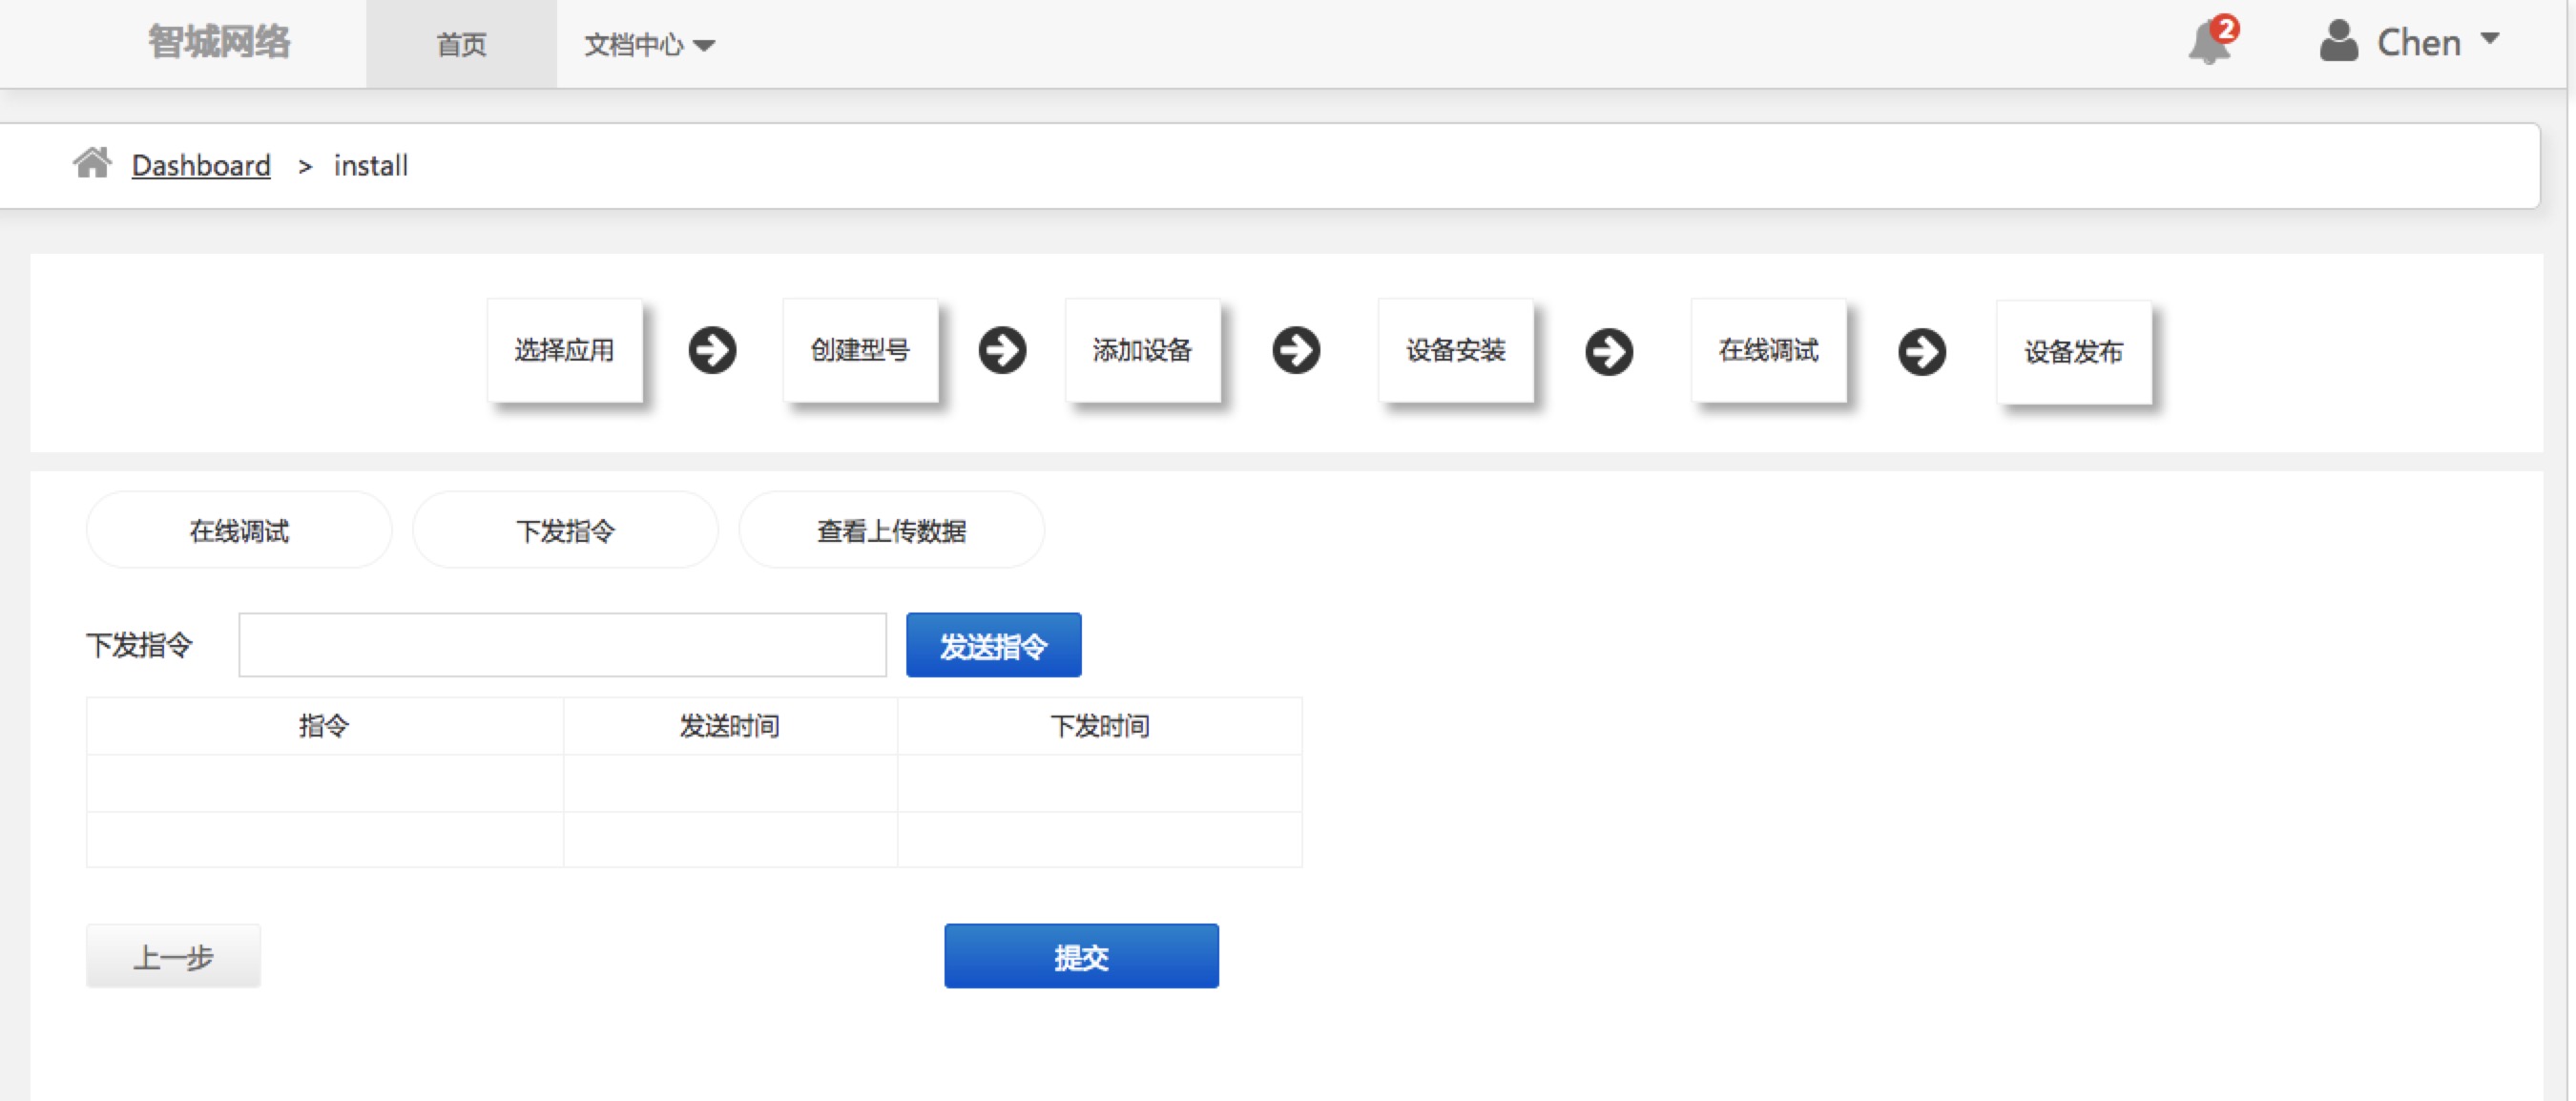 智城网络 首页 文档中心 2 Chen
Dashboard > install
选择应用 创建型号 添加设备 设备安装 在线调试 设备发布
在线调试 下发指令 查看上传数据
下发指令 发送指令
指令 发送时间 下发时间
上一步 提交